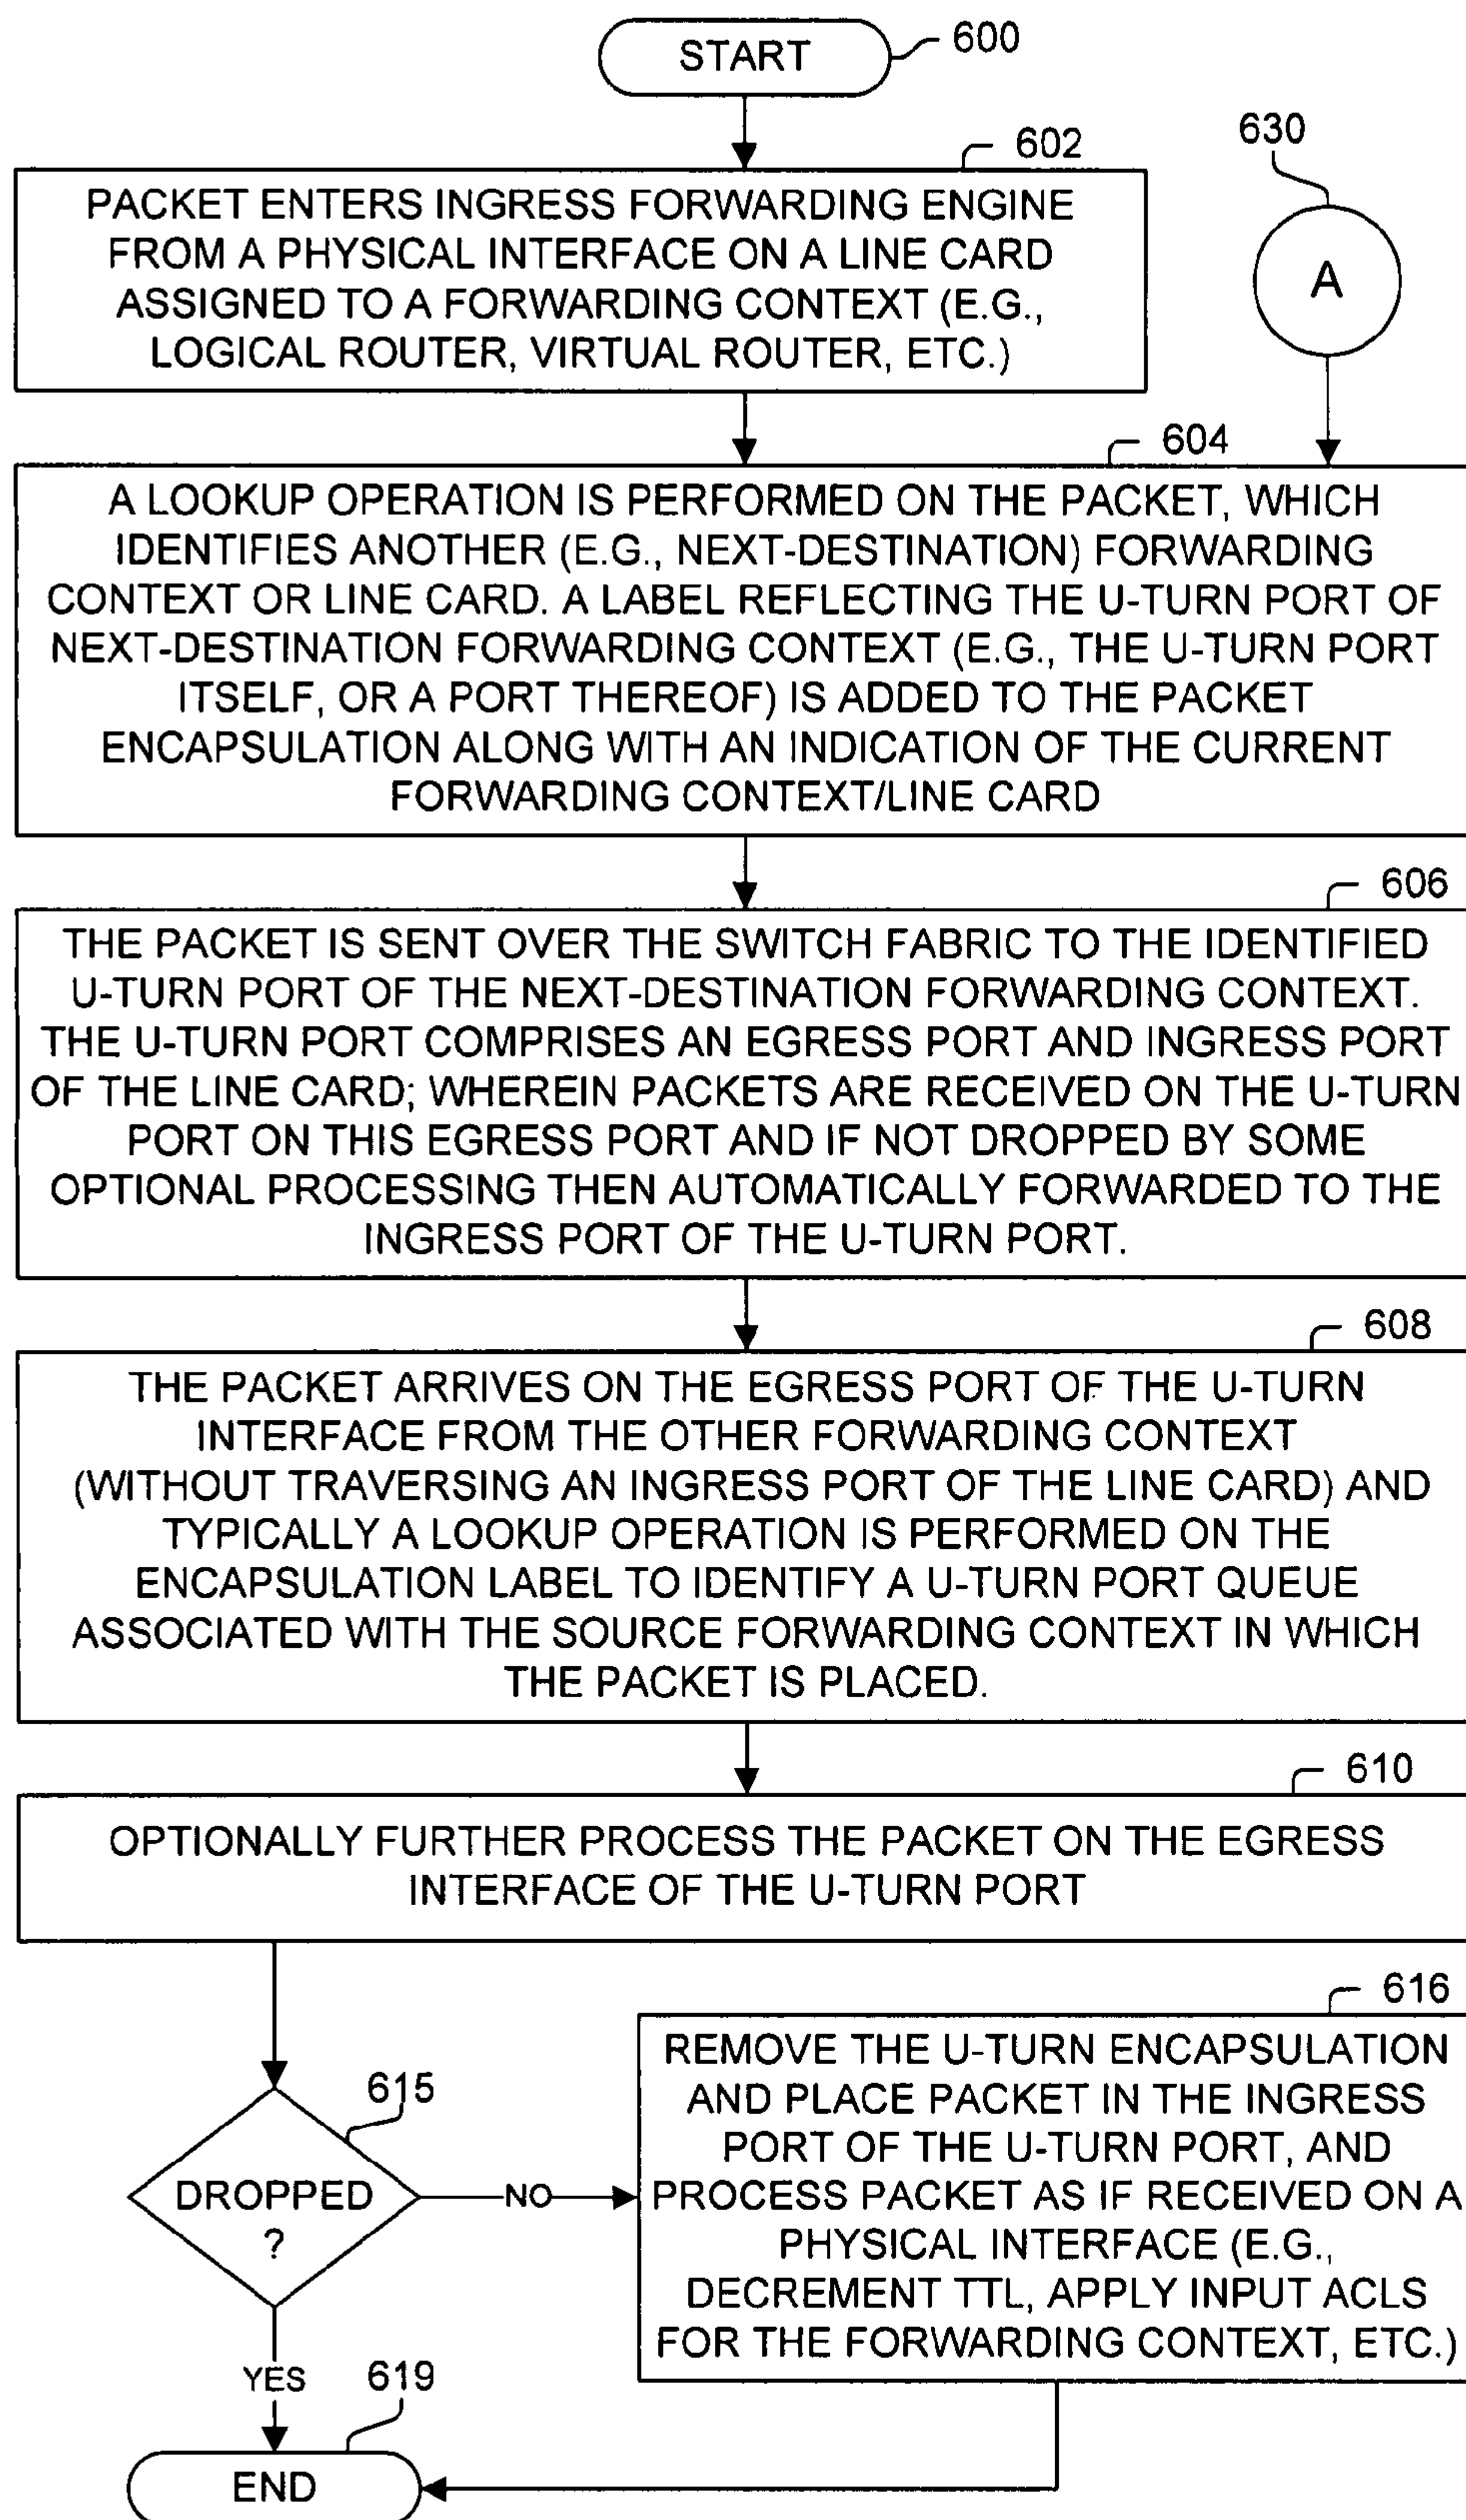 START
600
602
PACKET ENTERS INGRESS FORWARDING ENGINE
FROM A PHYSICAL INTERFACE ON A LINE CARD
ASSIGNED TO A FORWARDING CONTEXT (E.G.,
LOGICAL ROUTER, VIRTUAL ROUTER, ETC.)
630
A
604
A LOOKUP OPERATION IS PERFORMED ON THE PACKET, WHICH
IDENTIFIES ANOTHER (E.G., NEXT-DESTINATION) FORWARDING
CONTEXT OR LINE CARD. A LABEL REFLECTING THE U-TURN PORT OF
NEXT-DESTINATION FORWARDING CONTEXT (E.G., THE U-TURN PORT
ITSELF, OR A PORT THEREOF) IS ADDED TO THE PACKET
ENCAPSULATION ALONG WITH AN INDICATION OF THE CURRENT
FORWARDING CONTEXT/LINE CARD
606
THE PACKET IS SENT OVER THE SWITCH FABRIC TO THE IDENTIFIED
U-TURN PORT OF THE NEXT-DESTINATION FORWARDING CONTEXT.
THE U-TURN PORT COMPRISES AN EGRESS PORT AND INGRESS PORT
OF THE LINE CARD; WHEREIN PACKETS ARE RECEIVED ON THE U-TURN
PORT ON THIS EGRESS PORT AND IF NOT DROPPED BY SOME
OPTIONAL PROCESSING THEN AUTOMATICALLY FORWARDED TO THE
INGRESS PORT OF THE U-TURN PORT.
608
THE PACKET ARRIVES ON THE EGRESS PORT OF THE U-TURN
INTERFACE FROM THE OTHER FORWARDING CONTEXT
(WITHOUT TRAVERSING AN INGRESS PORT OF THE LINE CARD) AND
TYPICALLY A LOOKUP OPERATION IS PERFORMED ON THE
ENCAPSULATION LABEL TO IDENTIFY A U-TURN PORT QUEUE
ASSOCIATED WITH THE SOURCE FORWARDING CONTEXT IN WHICH
THE PACKET IS PLACED.
610
OPTIONALLY FURTHER PROCESS THE PACKET ON THE EGRESS
INTERFACE OF THE U-TURN PORT
615
DROPPED
?
NO
616
REMOVE THE U-TURN ENCAPSULATION
AND PLACE PACKET IN THE INGRESS
PORT OF THE U-TURN PORT, AND
PROCESS PACKET AS IF RECEIVED ON A
PHYSICAL INTERFACE (E.G.,
DECREMENT TTL, APPLY INPUT ACLS
FOR THE FORWARDING CONTEXT, ETC.)
YES
619
END